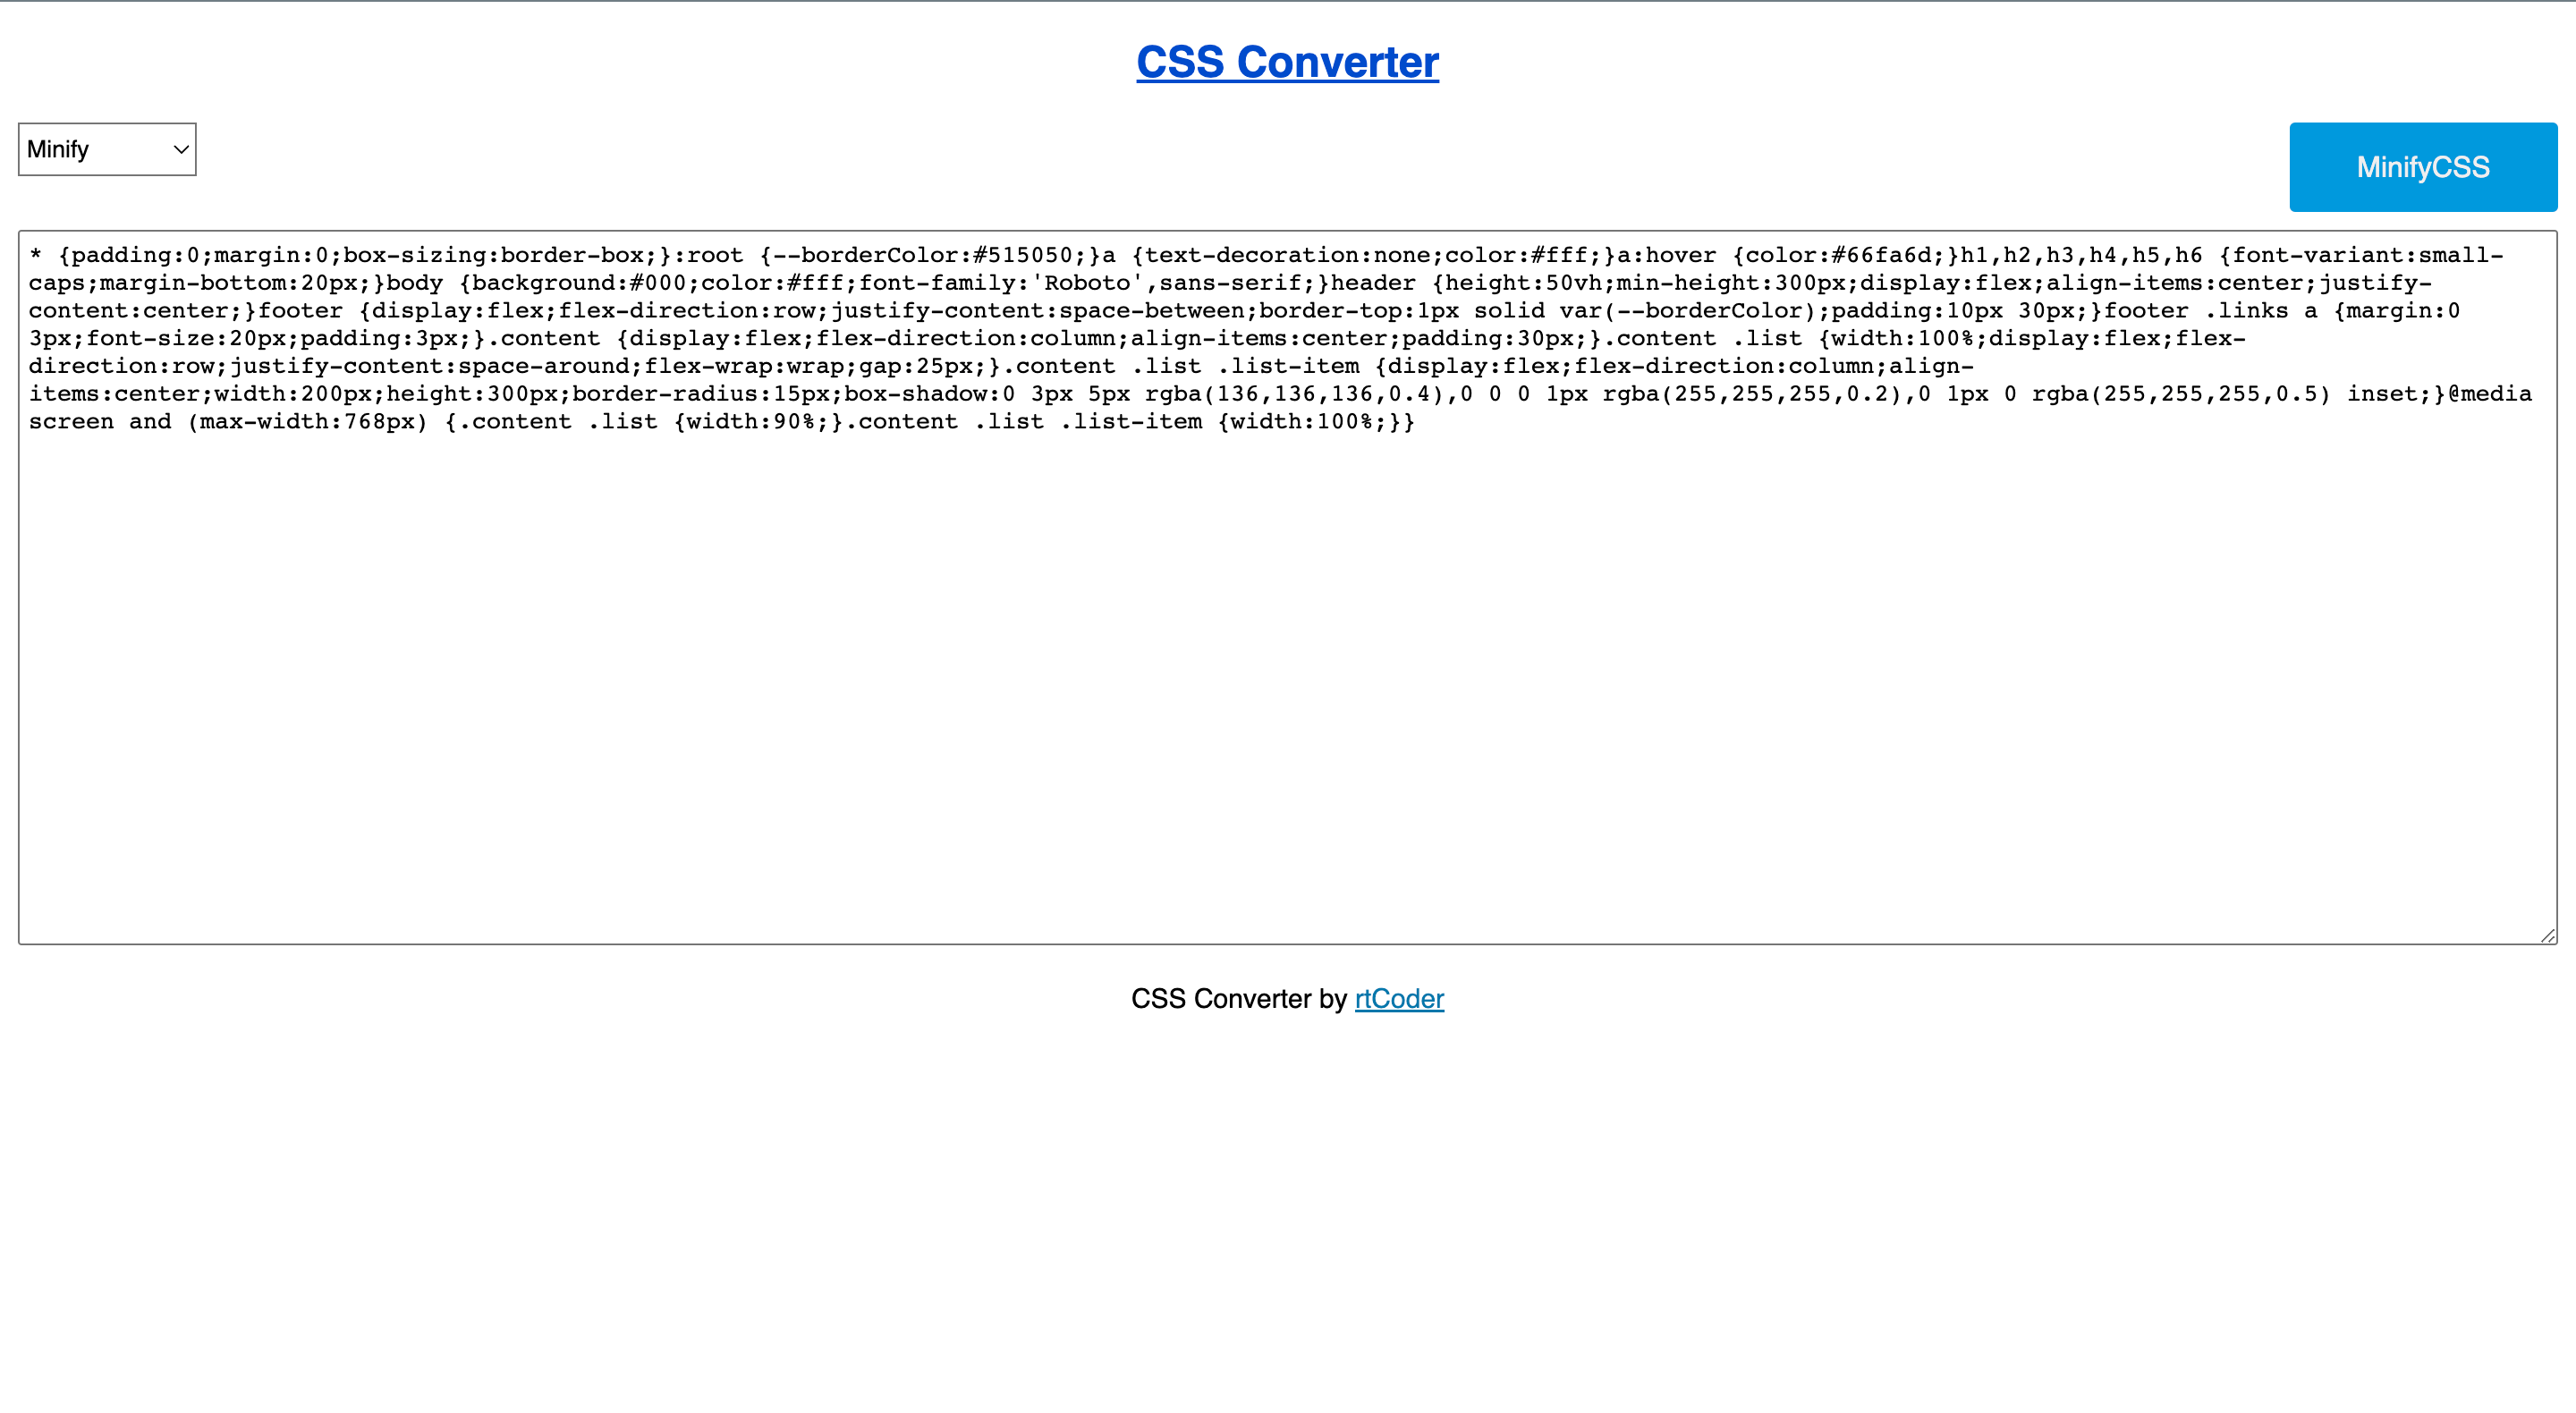 CSS Converter
Minify
MinifyCSS
* {padding:0;margin:0;box-sizing:border-box;}:root {--borderColor:#515050;}a {text-decoration:none;color:#fff;}a:hover {color:#66fa6d;}h1,h2,h3,h4,h5,h6 {font-variant:small-
caps;margin-bottom:20px;}body {background:#000;color:#fff;font-family:'Roboto',sans-serif;}header {height:50vh;min-height:300px;display:flex;align-items:center;justify-
content:center;}footer {display:flex;flex-direction:row;justify-content:space-between;border-top:1px solid var(--borderColor);padding:10px 30px;}footer .links a {margin:0
3px;font-size:20px;padding:3px;}.content {display:flex;flex-direction:column;align-items:center;padding:30px;}.content .list {width:100%;display:flex;flex-
direction:row;justify-content:space-around;flex-wrap:wrap;gap:25px;}.content .list .list-item {display:flex;flex-direction:column;align-
items:center;width:200px;height:300px;border-radius:15px;box-shadow:0 3px 5px rgba(136,136,136,0.4),0 0 0 1px rgba(255,255,255,0.2),0 1px 0 rgba(255,255,255,0.5) inset;}@media
screen and (max-width:768px) {.content .list {width:90%;}.content .list .list-item {width:100%;}}
CSS Converter by rtCoder